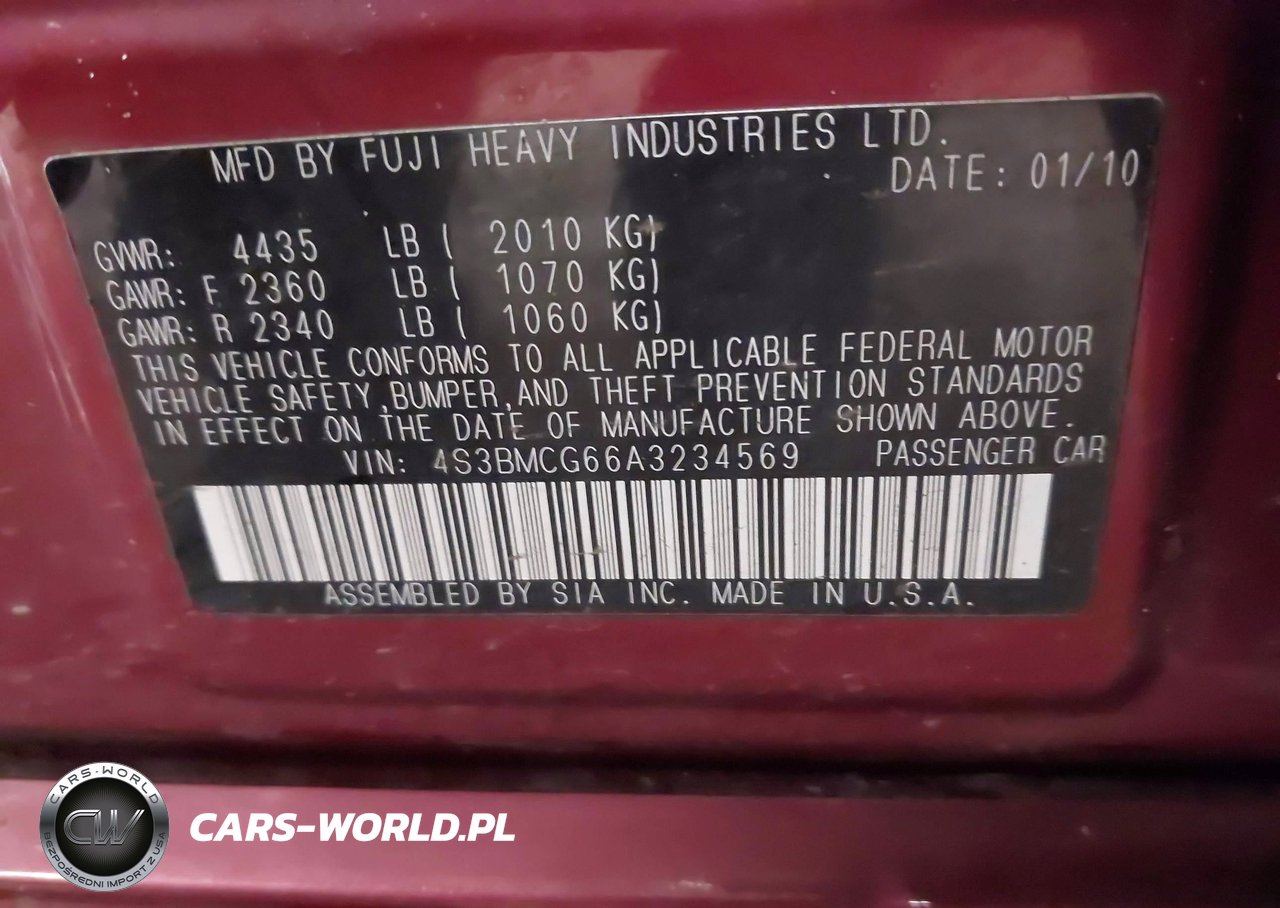 MFD BY FUJI HEAVY INDUSTRIES LTD.
DATE: 01/10
GVWR: 4435 LB ( 2010 KG)
GAWR: F 2360 LB ( 1070 KG)
GAWR: R 2340 LB ( 1060 KG)
THIS VEHICLE CONFORMS TO ALL APPLICABLE FEDERAL MOTOR
VEHICLE SAFETY,BUMPER,AND THEFT PREVENTION STANDARDS
IN EFFECT ON THE DATE OF MANUFACTURE SHOWN ABOVE.
VIN: 4S3BMCG66A3234569 PASSENGER CAR
ASSEMBLED BY SIA INC. MADE IN U.S.A.
CARS-WORLD
CW
BEZPOŚREDNI IMPORT Z USA
CARS-WORLD.PL